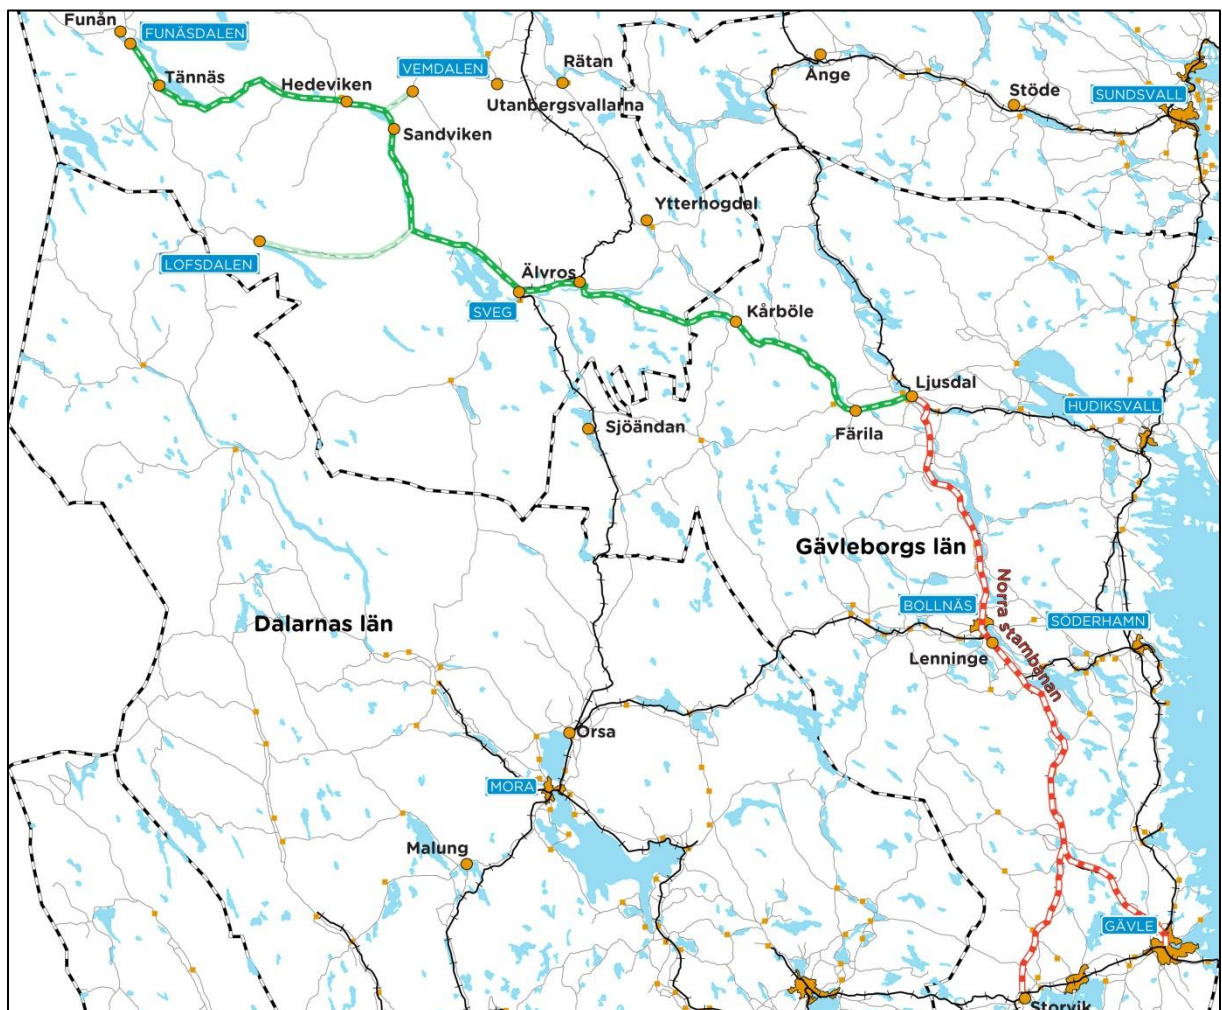 Funån
FUNÄSDALEN
Tännäs
Hedeviken
VEMDALEN
Rätan
Utanbergsvallarna
Sandviken
Ånge
Stöde
SUNDSVALL
Ytterhogdal
LOFSDALEN
Älvros
SVEG
Kårböle
Ljusdal
HUDIKSVALL
Färila
Sjöändan
Gävleborgs län
Norra stambanan
BOLLNÄS
SÖDERHAMN
Dalarnas län
Lenninge
Orsa
MORA
Malung
GÄVLE
Storvik